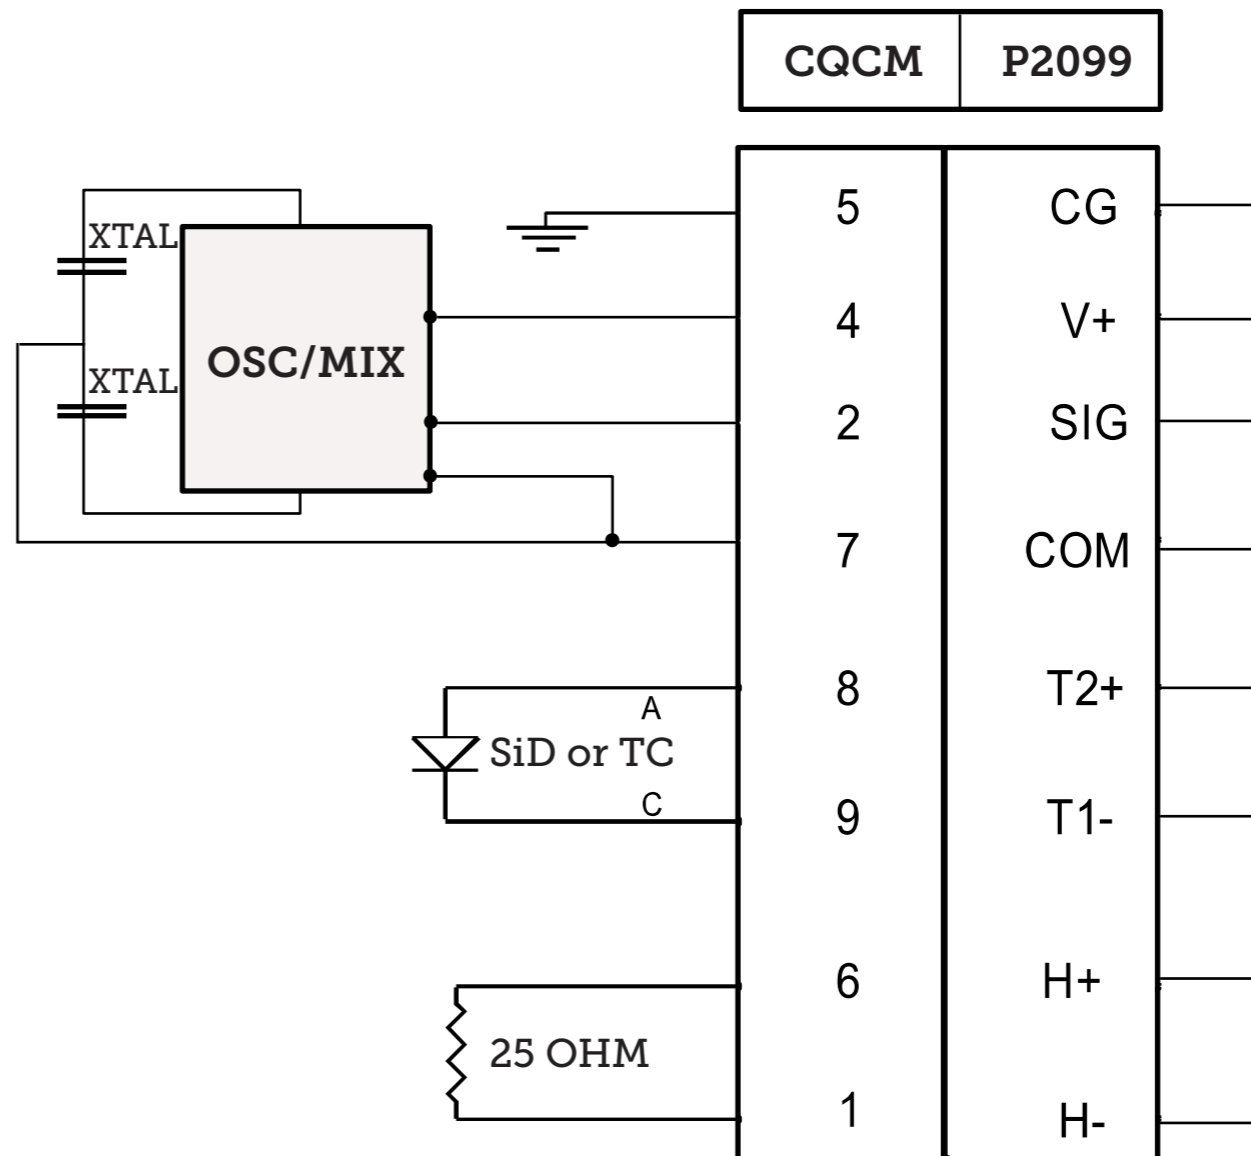 CQCM P2099
5 CG
XTAL
4 V+
OSC/MIX
XTAL
2 SIG
7 COM
A 8 T2+
SiD or TC
C 9 T1-
6 H+
25 OHM
1 H-